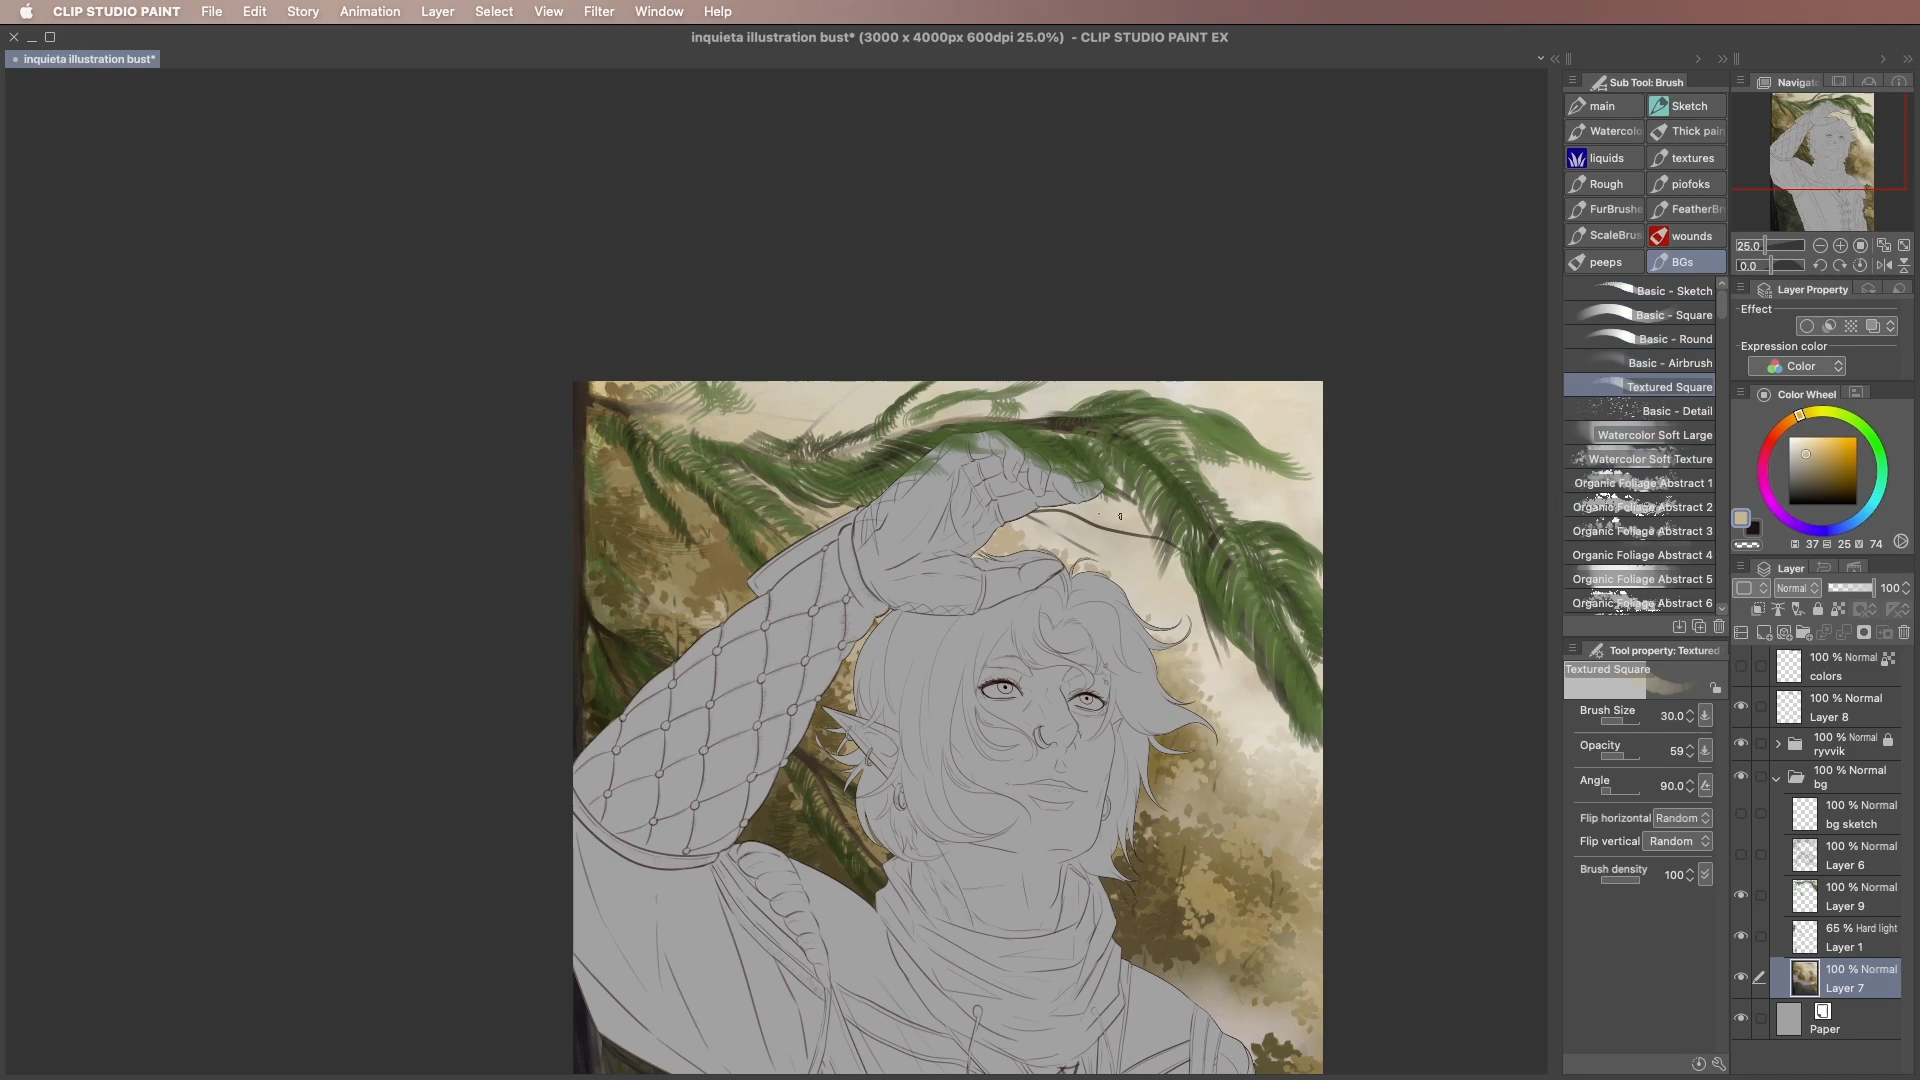 CLIP STUDIO PAINT File Edit Story Animation Layer Select View Filter Window Help
inquieta illustration bust* (3000 x 4000px 600dpi 25.0%) - CLIP STUDIO PAINT EX
inquieta illustration bust*
Sub Tool: Brush
main
Sketch
Watercolo
Thick pain
liquids
textures
Rough
piofoks
FurBrushe
FeatherBr
ScaleBrus
wounds
peeps
BGs
Basic - Sketch
Basic - Square
Basic - Round
Basic - Airbrush
Textured Square
Basic - Detail
Watercolor Soft Large
Watercolor Soft Texture
Organic Foliage Abstract 1
Organic Foliage Abstract 2
Organic Foliage Abstract 3
Organic Foliage Abstract 4
Organic Foliage Abstract 5
Organic Foliage Abstract 6
Tool property: Textured
Textured Square
Brush Size 30.0
Opacity 59
Angle 90.0
Flip horizontal Random
Flip vertical Random
Brush density 100
Navigat
25.0
0.0
Layer Property
Effect
Expression color
Color
Color Wheel
H 37 S 25 V 74
Layer
Normal 100
100 % Normal
colors
100 % Normal
Layer 8
100 % Normal
ryvvik
100 % Normal
bg
100 % Normal
bg sketch
100 % Normal
Layer 6
100 % Normal
Layer 9
65 % Hard light
Layer 1
100 % Normal
Layer 7
Paper